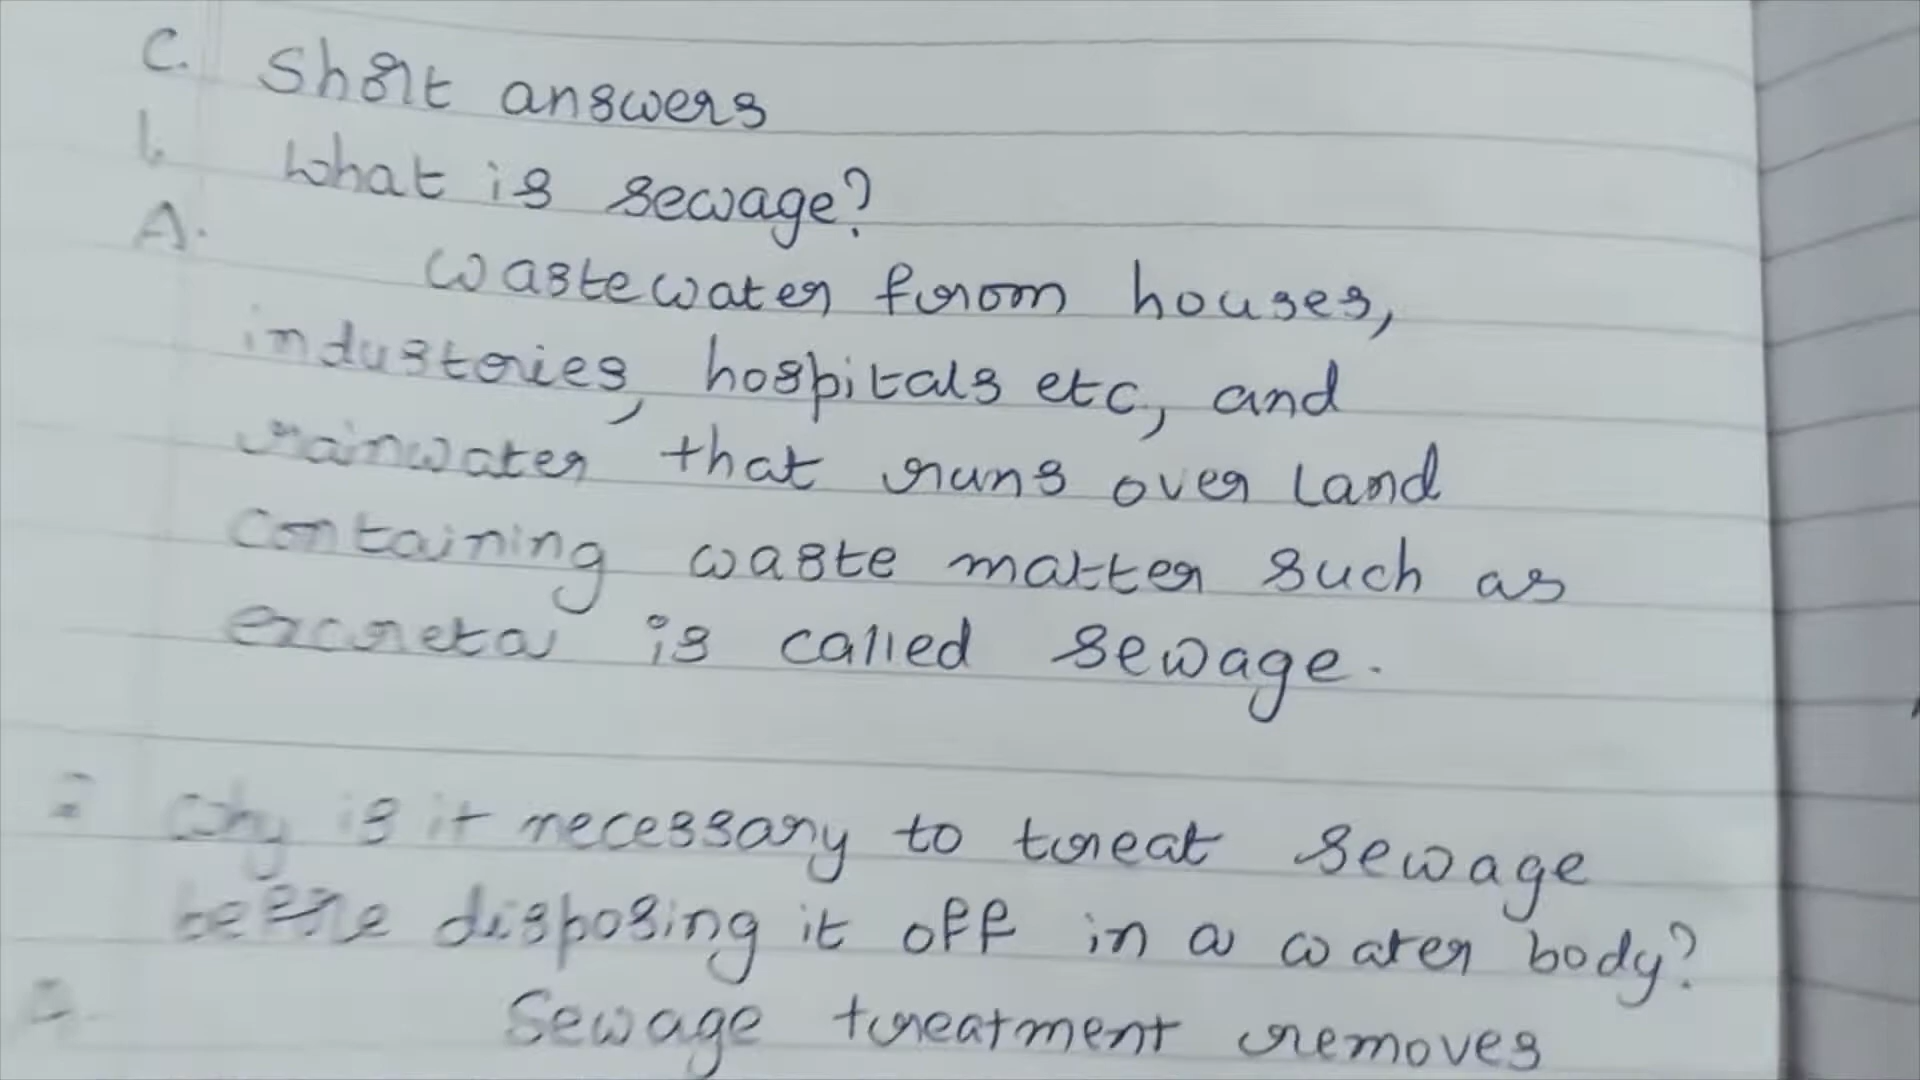 C. Short answers
1. What is sewage?
A.
Wastewater from houses,
industries, hospitals etc, and
rainwater that runs over land
containing waste matter such as
excreta is called sewage.
2 Why is it necessary to treat sewage
before disposing it off in a water body?
A. Sewage treatment removes